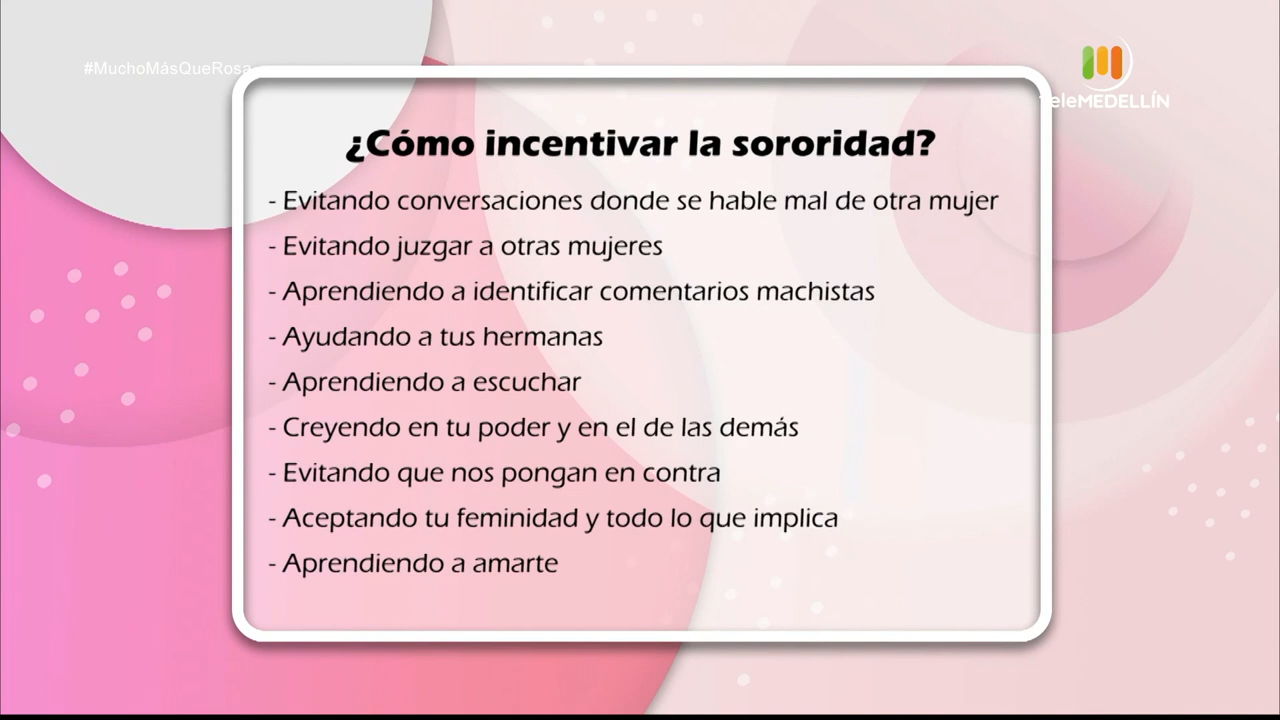 #MuchoMásQueRosa
TeleMEDELLÍN
¿Cómo incentivar la sororidad?
- Evitando conversaciones donde se hable mal de otra mujer
- Evitando juzgar a otras mujeres
- Aprendiendo a identificar comentarios machistas
- Ayudando a tus hermanas
- Aprendiendo a escuchar
- Creyendo en tu poder y en el de las demás
- Evitando que nos pongan en contra
- Aceptando tu feminidad y todo lo que implica
- Aprendiendo a amarte